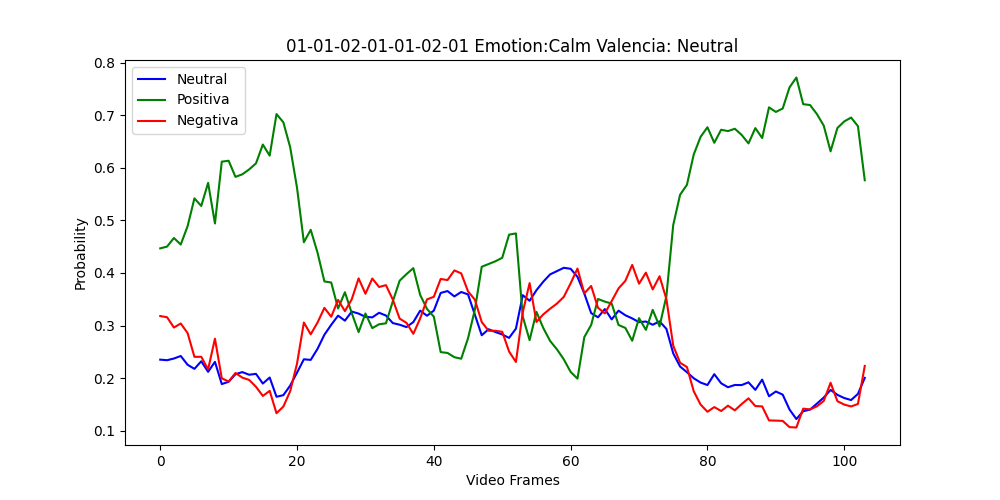 01-01-02-01-01-02-01 Emotion:Calm Valencia: Neutral
Neutral
Positiva
Negativa
0.8
0.7
0.6
0.5
0.4
0.3
0.2
0.1
Probability
0 20 40 60 80 100
Video Frames